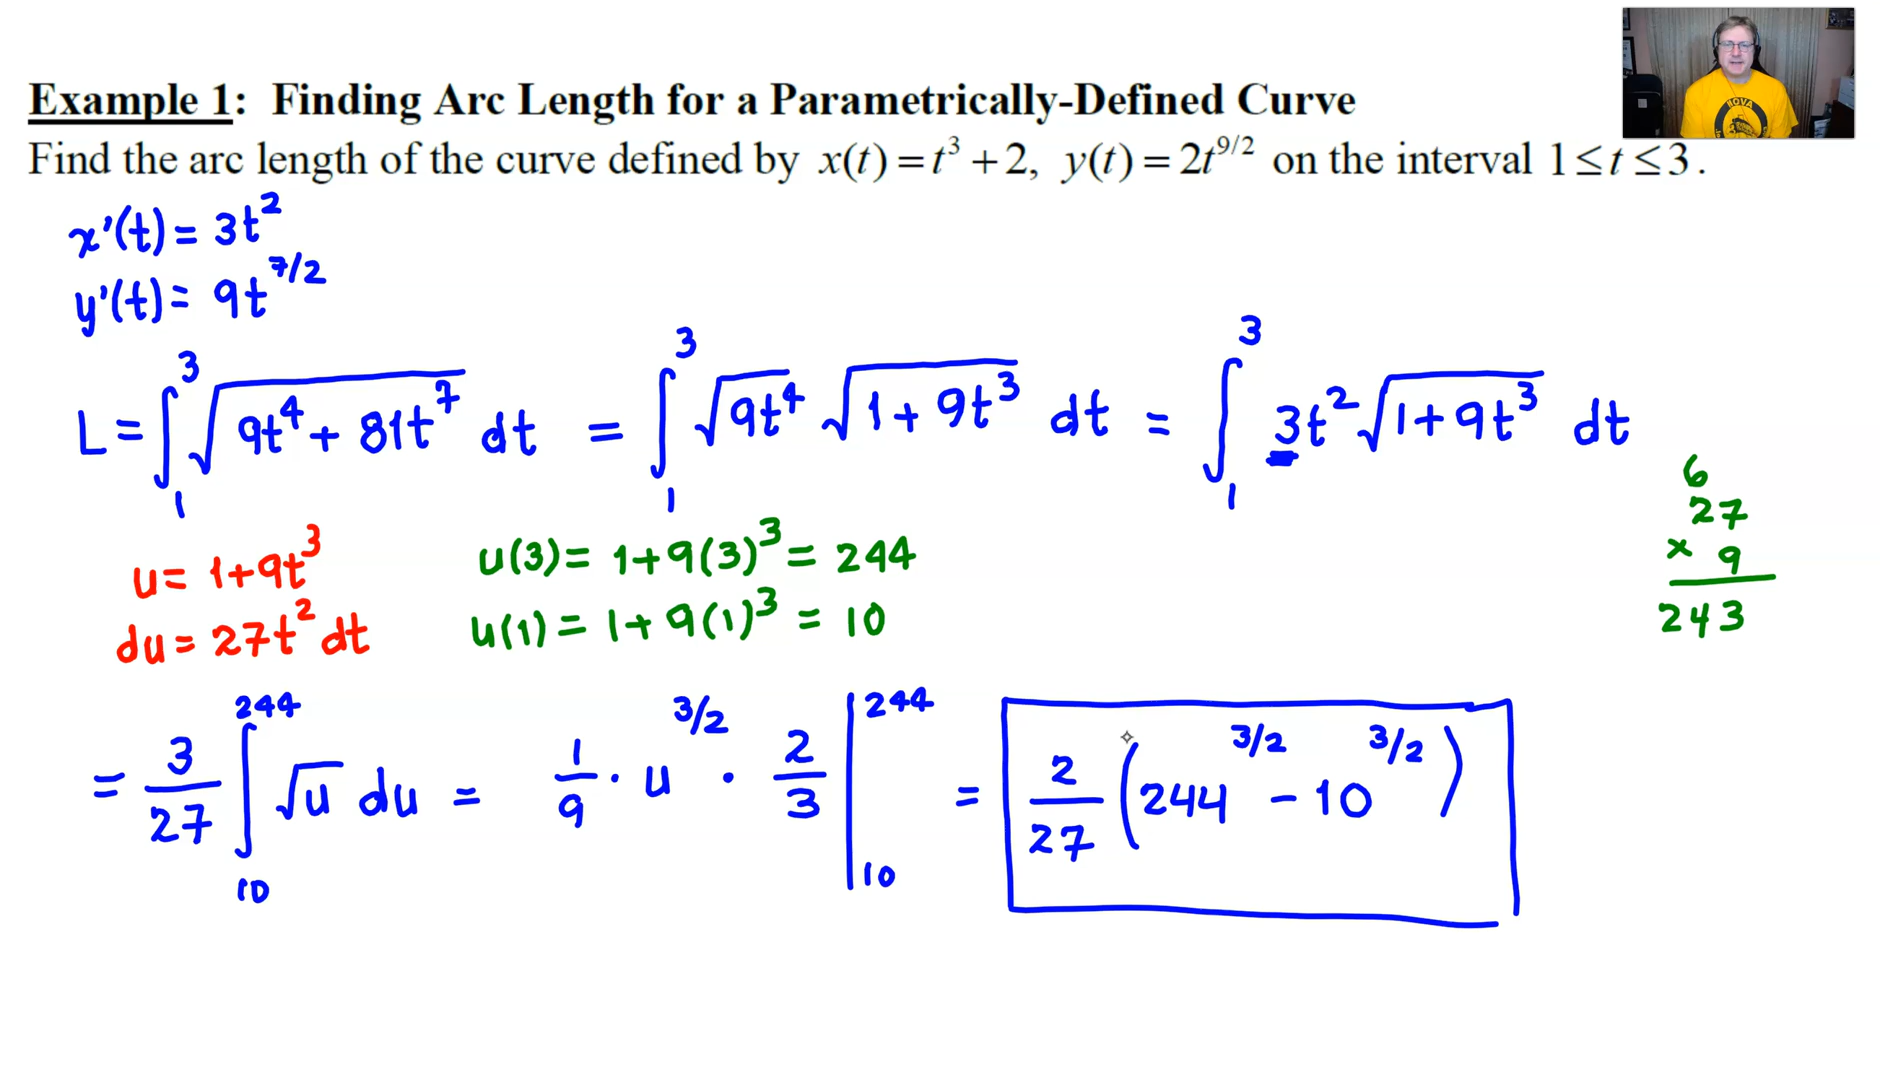 Example 1: Finding Arc Length for a Parametrically-Defined Curve
Find the arc length of the curve defined by x(t) = t³ + 2, y(t) = 2t^(9/2) on the interval 1 ≤ t ≤ 3.
x'(t) = 3t²
y'(t) = 9t^(7/2)
L = ∫₁³ √(9t⁴ + 81t⁷) dt = ∫₁³ √(9t⁴) √(1 + 9t³) dt = ∫₁³ 3t² √(1 + 9t³) dt
6
27
× 9
243
u = 1 + 9t³
du = 27t² dt
u(3) = 1 + 9(3)³ = 244
u(1) = 1 + 9(1)³ = 10
= 3/27 ∫₁₀²⁴⁴ √u du = 1/9 · u^(3/2) · 2/3 |₁₀²⁴⁴ = 2/27 (244^(3/2) − 10^(3/2))
NOVA